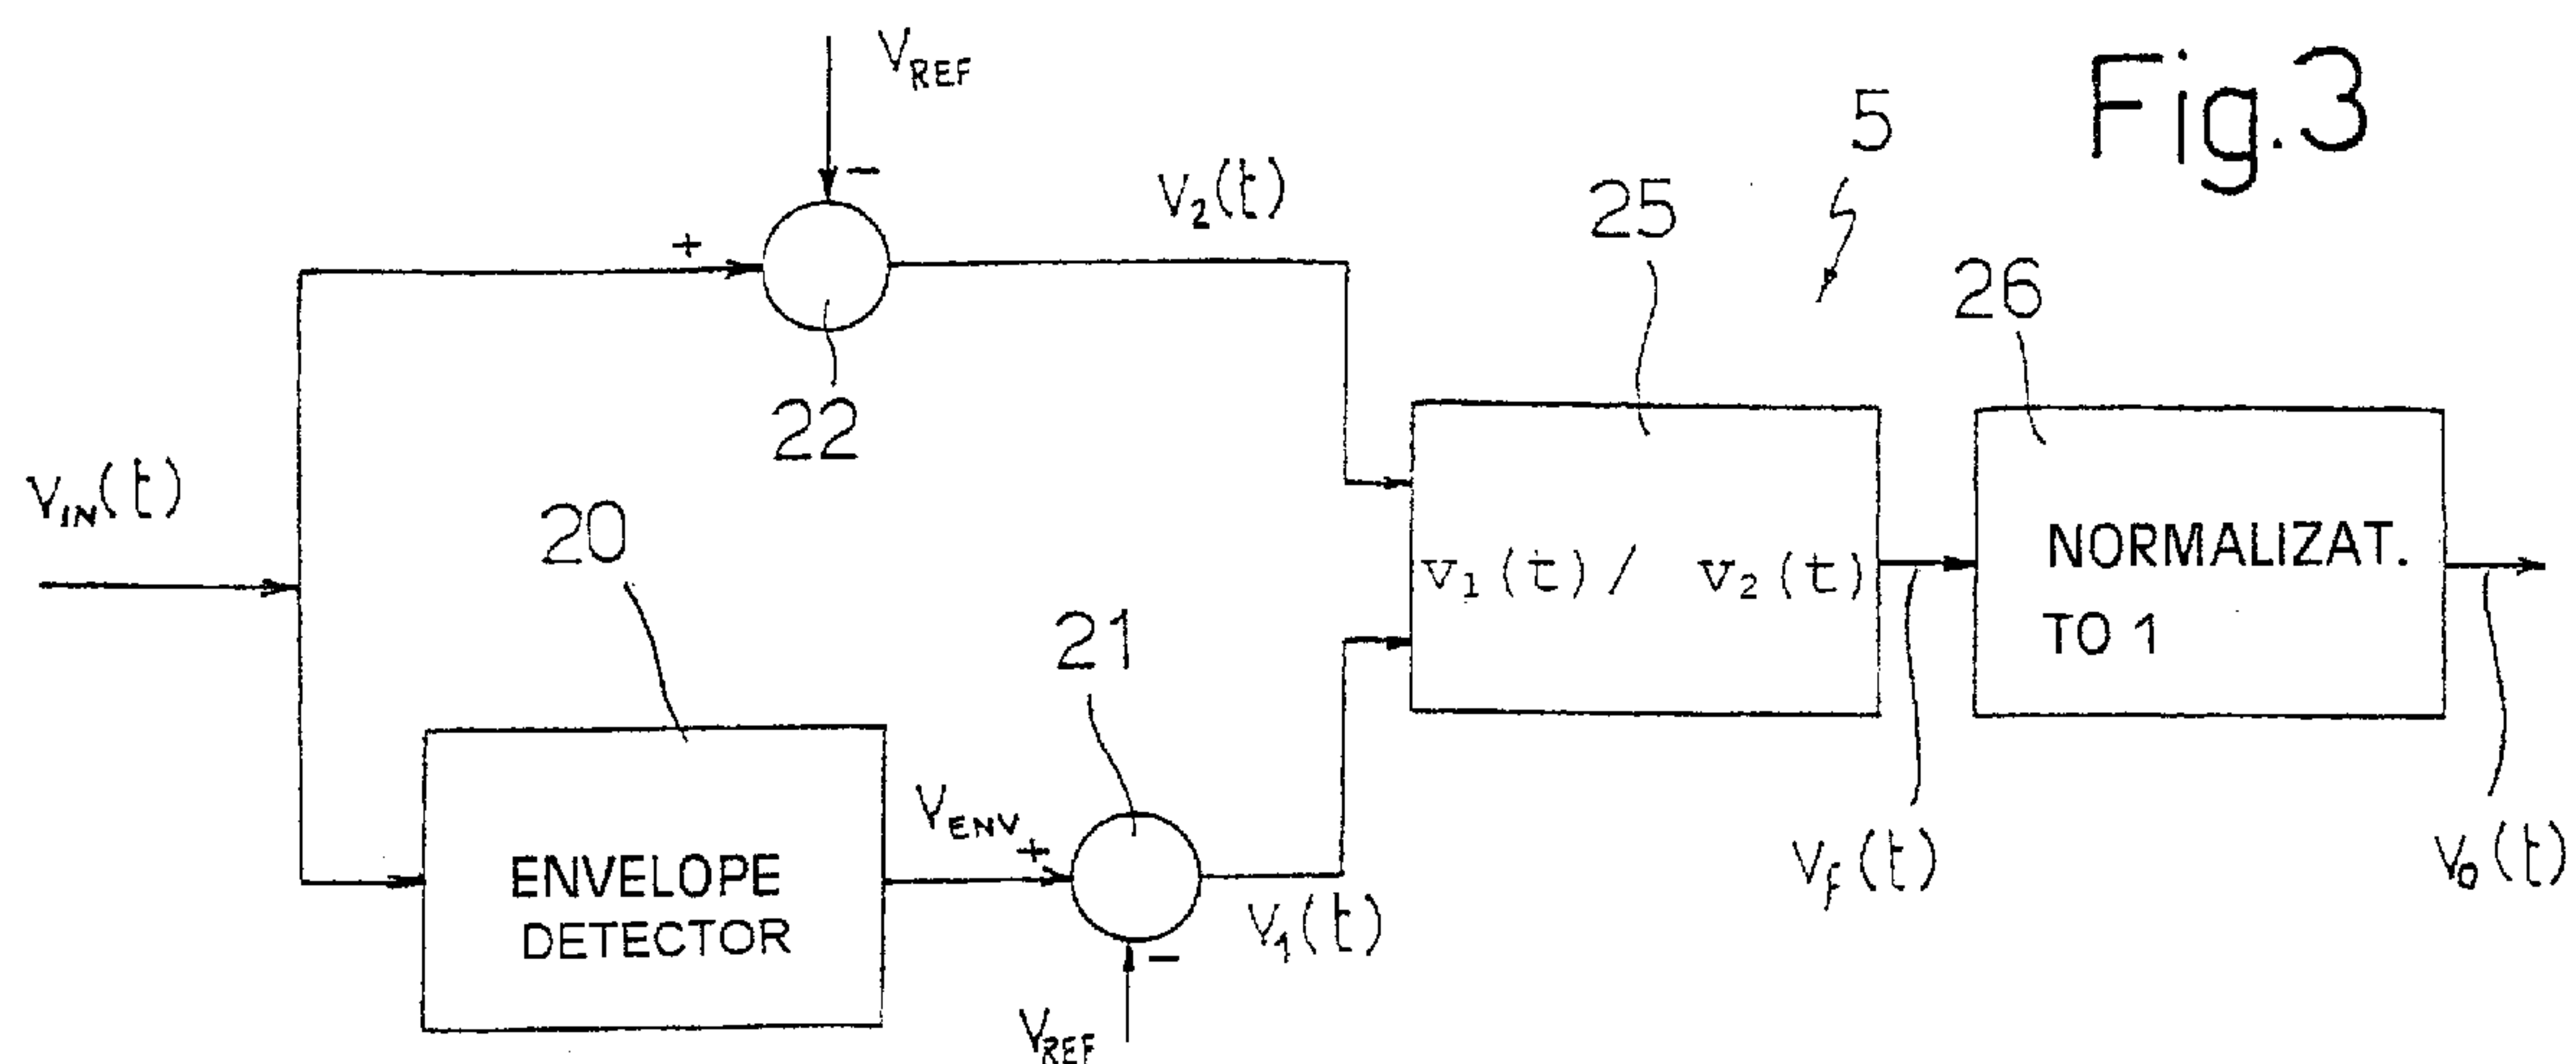 Fig.3
V_REF
-
5
V₂(t)
25
+
26
22
V_IN(t)
20
NORMALIZAT.
TO 1
v₁(t)/ v₂(t)
21
V_ENV
+
ENVELOPE
DETECTOR
V_f(t)
V₀(t)
V₁(t)
-
V_REF